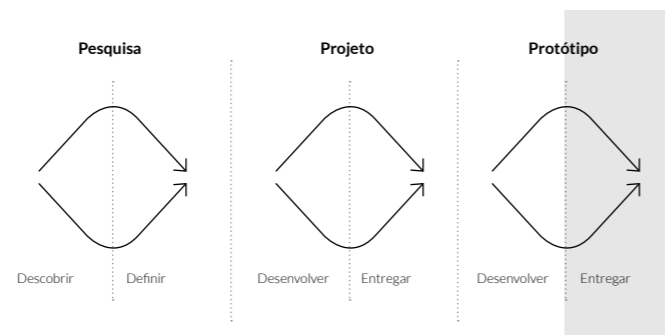 Pesquisa
Projeto
Protótipo
Descobrir
Definir
Desenvolver
Entregar
Desenvolver
Entregar